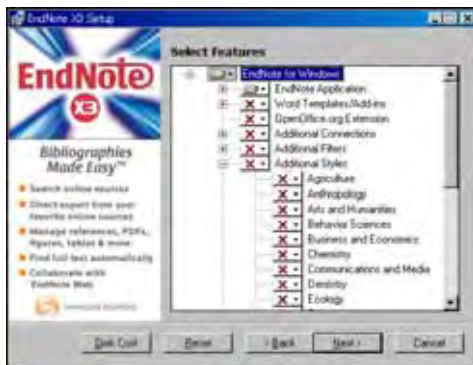 EndNote X3 Setup
EndNote
X3
Bibliographies
Made Easy™
Search online sources
Direct export from your
favorite online sources
Manage references, PDFs,
figures, tables & more
Find full text automatically
Collaborate with
EndNote Web
Select Features
EndNote for Windows
EndNote Application
Word Templates/Add-ins
OpenOffice.org Extension
Additional Connections
Additional Filters
Additional Styles
Agriculture
Anthropology
Arts and Humanities
Behavior Sciences
Business and Economics
Chemistry
Communications and Media
Dentistry
Ecology
Disk Cost
Reset
< Back
Next >
Cancel